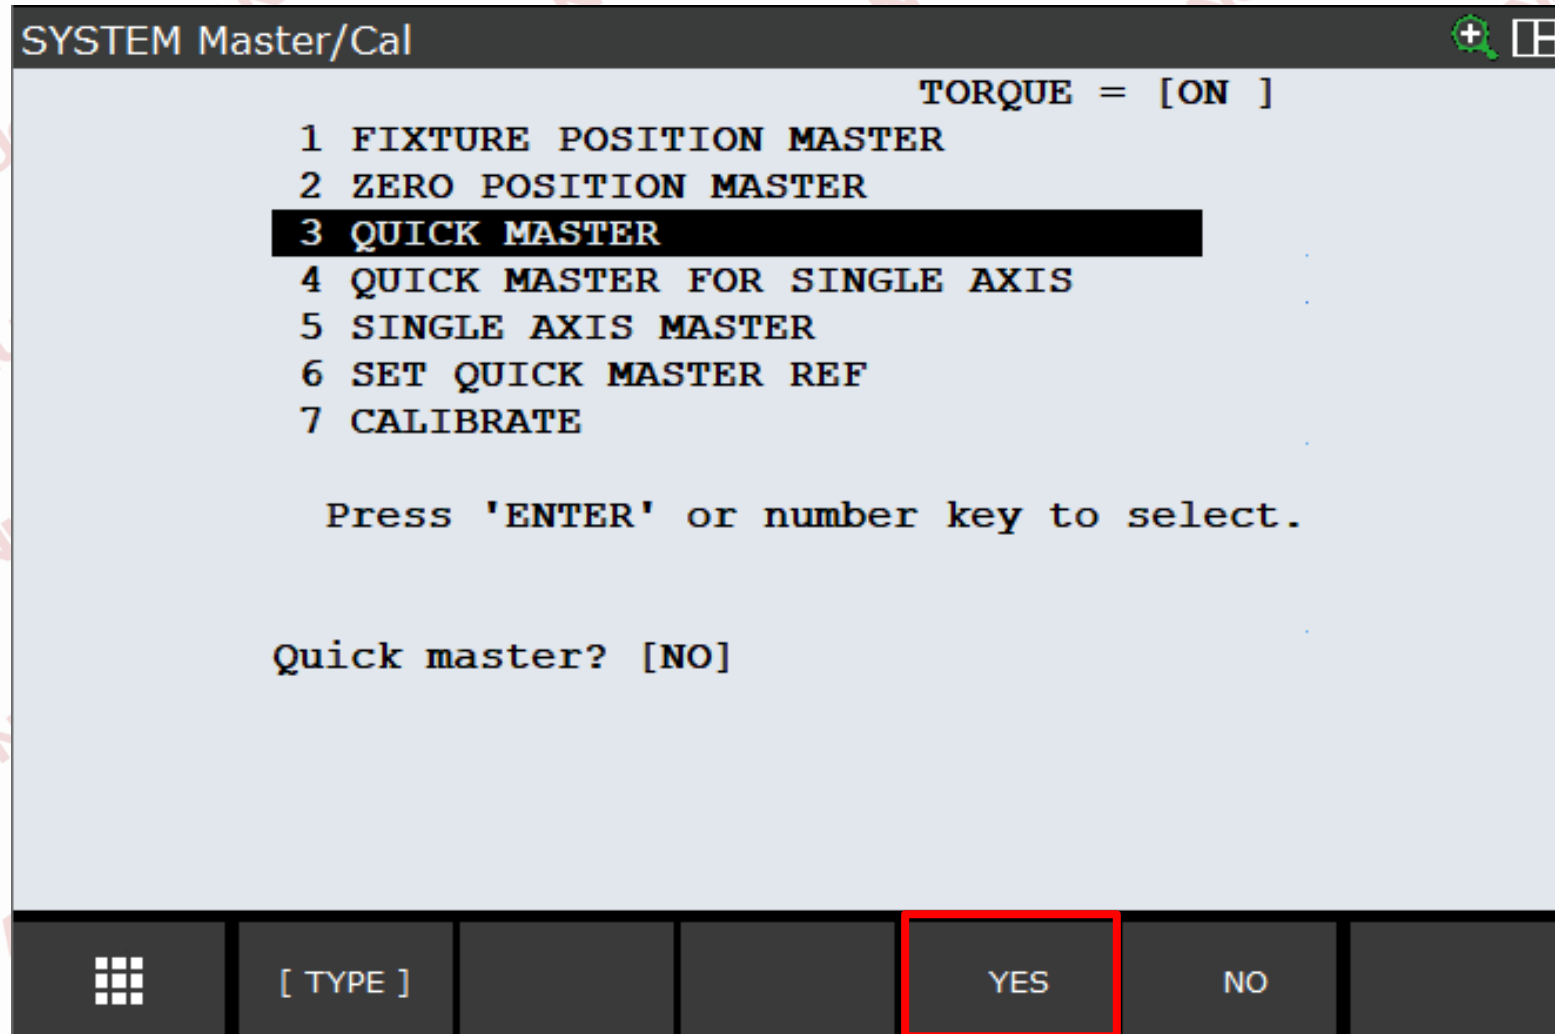 SYSTEM Master/Cal
TORQUE = [ON ]
1 FIXTURE POSITION MASTER
2 ZERO POSITION MASTER
3 QUICK MASTER
4 QUICK MASTER FOR SINGLE AXIS
5 SINGLE AXIS MASTER
6 SET QUICK MASTER REF
7 CALIBRATE
Press 'ENTER' or number key to select.
Quick master? [NO]
[ TYPE ] YES NO